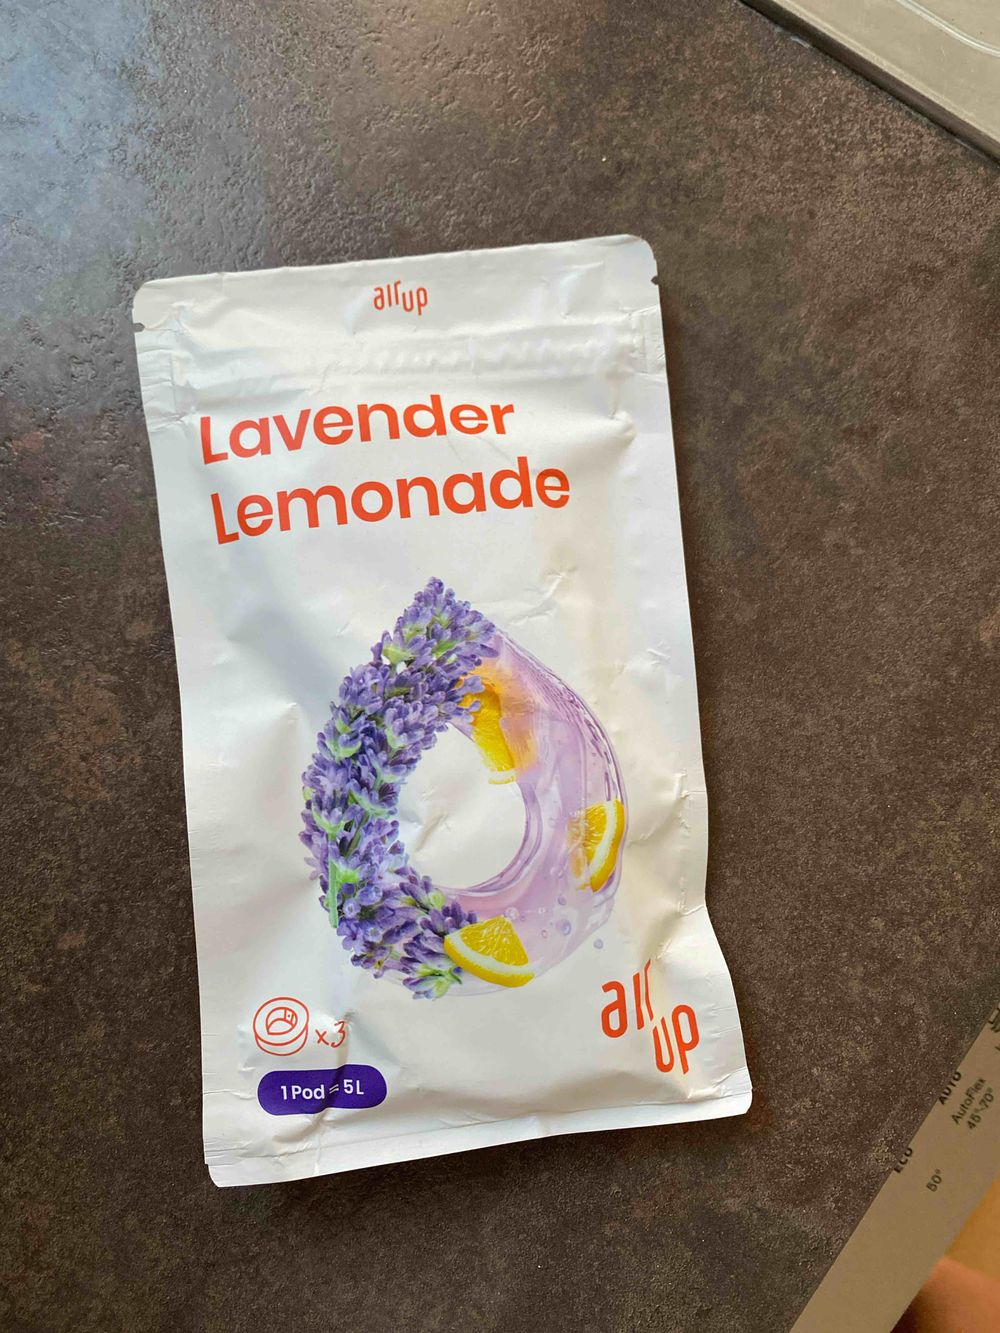 air up
Lavender
Lemonade
x3
1 Pod = 5L
air up
AUTO
AutoFlex
45°-70°
ECO
50°